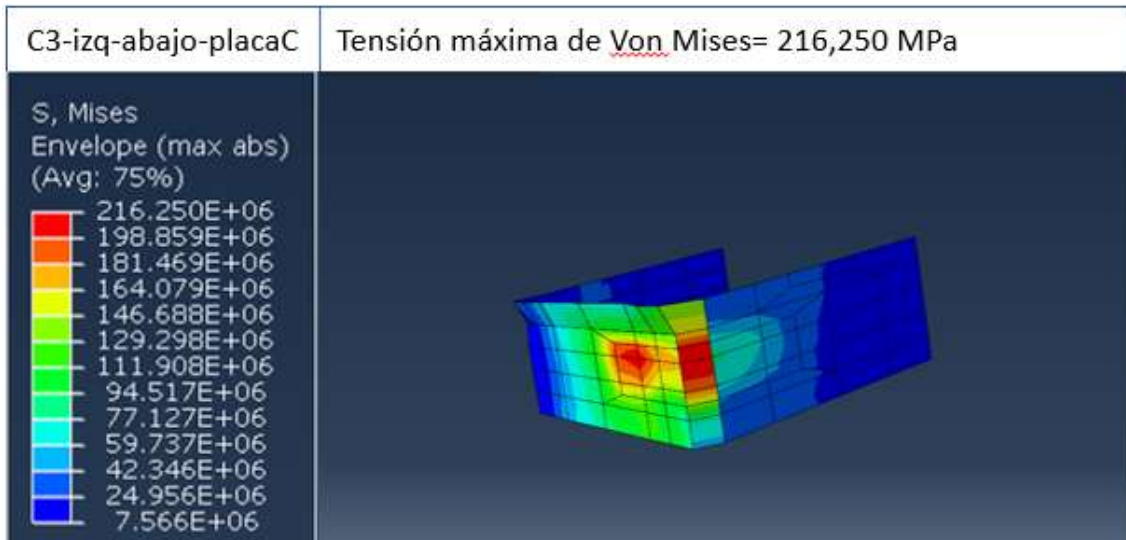 C3-izq-abajo-placaC
Tensión máxima de Von Mises= 216,250 MPa
S, Mises
Envelope (max abs)
(Avg: 75%)
216.250E+06
198.859E+06
181.469E+06
164.079E+06
146.688E+06
129.298E+06
111.908E+06
94.517E+06
77.127E+06
59.737E+06
42.346E+06
24.956E+06
7.566E+06